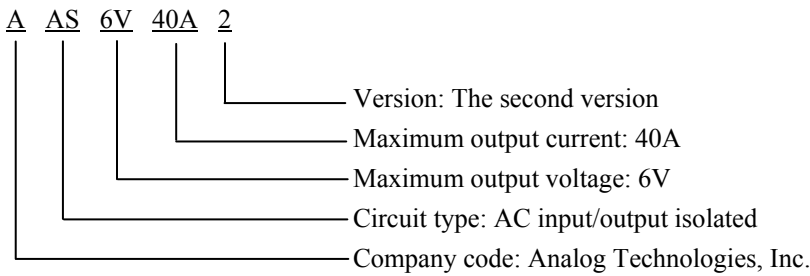 A AS 6V 40A 2
Version: The second version
Maximum output current: 40A
Maximum output voltage: 6V
Circuit type: AC input/output isolated
Company code: Analog Technologies, Inc.